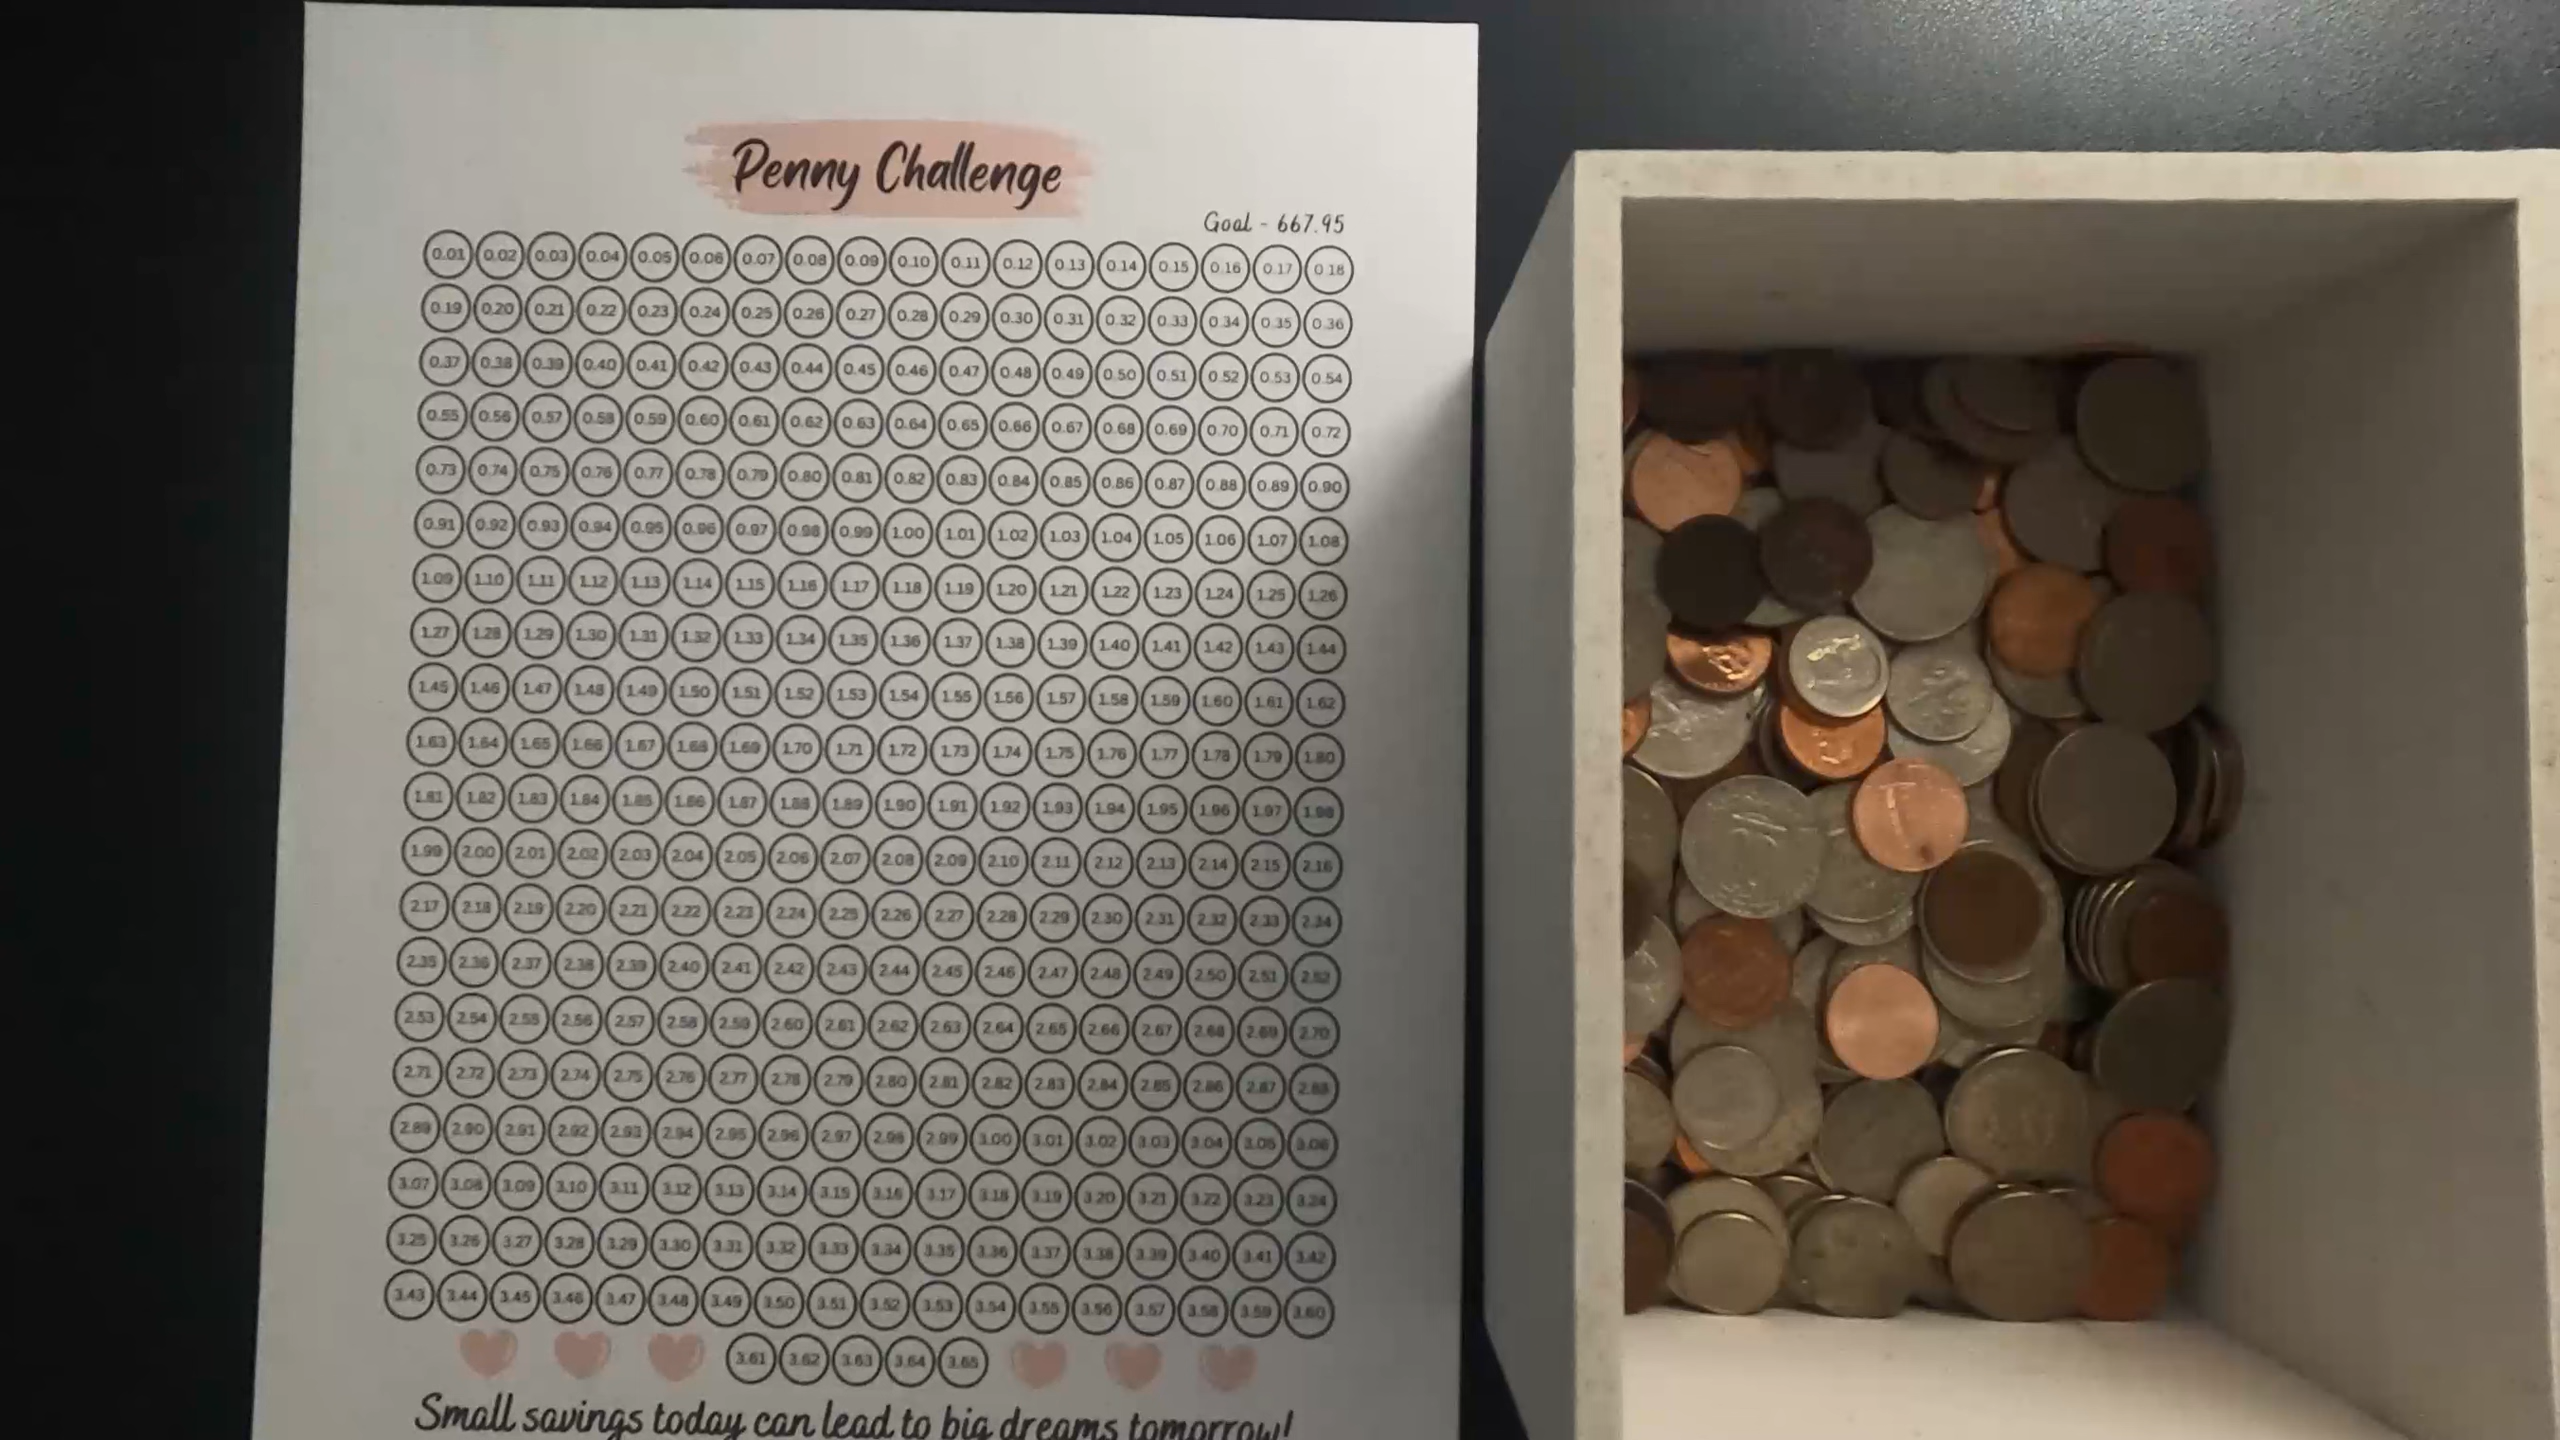 Penny Challenge
Goal - 667.95
0.01 0.02 0.03 0.04 0.05 0.06 0.07 0.08 0.09 0.10 0.11 0.12 0.13 0.14 0.15 0.16 0.17 0.18
0.19 0.20 0.21 0.22 0.23 0.24 0.25 0.26 0.27 0.28 0.29 0.30 0.31 0.32 0.33 0.34 0.35 0.36
0.37 0.38 0.39 0.40 0.41 0.42 0.43 0.44 0.45 0.46 0.47 0.48 0.49 0.50 0.51 0.52 0.53 0.54
0.55 0.56 0.57 0.58 0.59 0.60 0.61 0.62 0.63 0.64 0.65 0.66 0.67 0.68 0.69 0.70 0.71 0.72
0.73 0.74 0.75 0.76 0.77 0.78 0.79 0.80 0.81 0.82 0.83 0.84 0.85 0.86 0.87 0.88 0.89 0.90
0.91 0.92 0.93 0.94 0.95 0.96 0.97 0.98 0.99 1.00 1.01 1.02 1.03 1.04 1.05 1.06 1.07 1.08
1.09 1.10 1.11 1.12 1.13 1.14 1.15 1.16 1.17 1.18 1.19 1.20 1.21 1.22 1.23 1.24 1.25 1.26
1.27 1.28 1.29 1.30 1.31 1.32 1.33 1.34 1.35 1.36 1.37 1.38 1.39 1.40 1.41 1.42 1.43 1.44
1.45 1.46 1.47 1.48 1.49 1.50 1.51 1.52 1.53 1.54 1.55 1.56 1.57 1.58 1.59 1.60 1.61 1.62
1.63 1.64 1.65 1.66 1.67 1.68 1.69 1.70 1.71 1.72 1.73 1.74 1.75 1.76 1.77 1.78 1.79 1.80
1.81 1.82 1.83 1.84 1.85 1.86 1.87 1.88 1.89 1.90 1.91 1.92 1.93 1.94 1.95 1.96 1.97 1.98
1.99 2.00 2.01 2.02 2.03 2.04 2.05 2.06 2.07 2.08 2.09 2.10 2.11 2.12 2.13 2.14 2.15 2.16
2.17 2.18 2.19 2.20 2.21 2.22 2.23 2.24 2.25 2.26 2.27 2.28 2.29 2.30 2.31 2.32 2.33 2.34
2.35 2.36 2.37 2.38 2.39 2.40 2.41 2.42 2.43 2.44 2.45 2.46 2.47 2.48 2.49 2.50 2.51 2.52
2.53 2.54 2.55 2.56 2.57 2.58 2.59 2.60 2.61 2.62 2.63 2.64 2.65 2.66 2.67 2.68 2.69 2.70
2.71 2.72 2.73 2.74 2.75 2.76 2.77 2.78 2.79 2.80 2.81 2.82 2.83 2.84 2.85 2.86 2.87 2.88
2.89 2.90 2.91 2.92 2.93 2.94 2.95 2.96 2.97 2.98 2.99 3.00 3.01 3.02 3.03 3.04 3.05 3.06
3.07 3.08 3.09 3.10 3.11 3.12 3.13 3.14 3.15 3.16 3.17 3.18 3.19 3.20 3.21 3.22 3.23 3.24
3.25 3.26 3.27 3.28 3.29 3.30 3.31 3.32 3.33 3.34 3.35 3.36 3.37 3.38 3.39 3.40 3.41 3.42
3.43 3.44 3.45 3.46 3.47 3.48 3.49 3.50 3.51 3.52 3.53 3.54 3.55 3.56 3.57 3.58 3.59 3.60
3.61 3.62 3.63 3.64 3.65
Small savings today can lead to big dreams tomorrow!